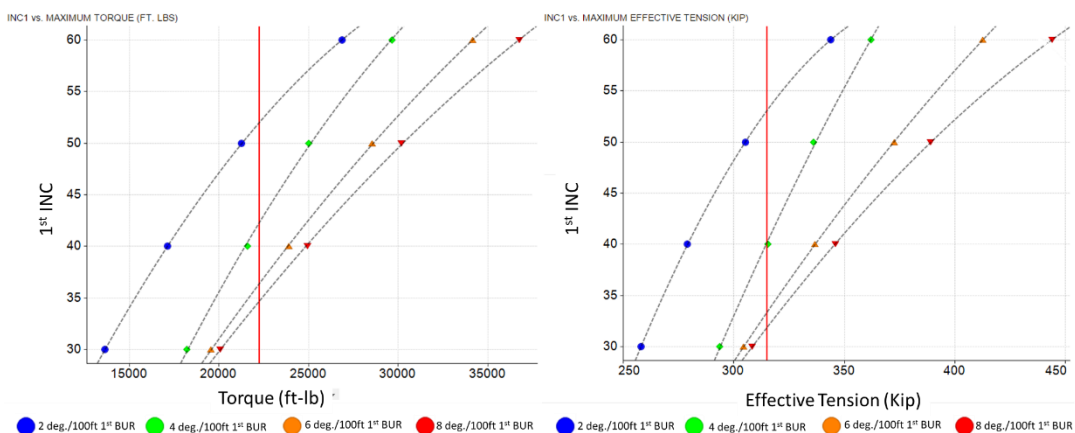 INC1 vs. MAXIMUM TORQUE (FT. LBS)
60
55
50
45
40
35
30
1st INC
15000 20000 25000 30000 35000
Torque (ft-lb)
2 deg./100ft 1st BUR 4 deg./100ft 1st BUR 6 deg./100ft 1st BUR 8 deg./100ft 1st BUR
INC1 vs. MAXIMUM EFFECTIVE TENSION (KIP)
60
55
50
45
40
35
30
1st INC
250 300 350 400 450
Effective Tension (Kip)
2 deg./100ft 1st BUR 4 deg./100ft 1st BUR 6 deg./100ft 1st BUR 8 deg./100ft 1st BUR